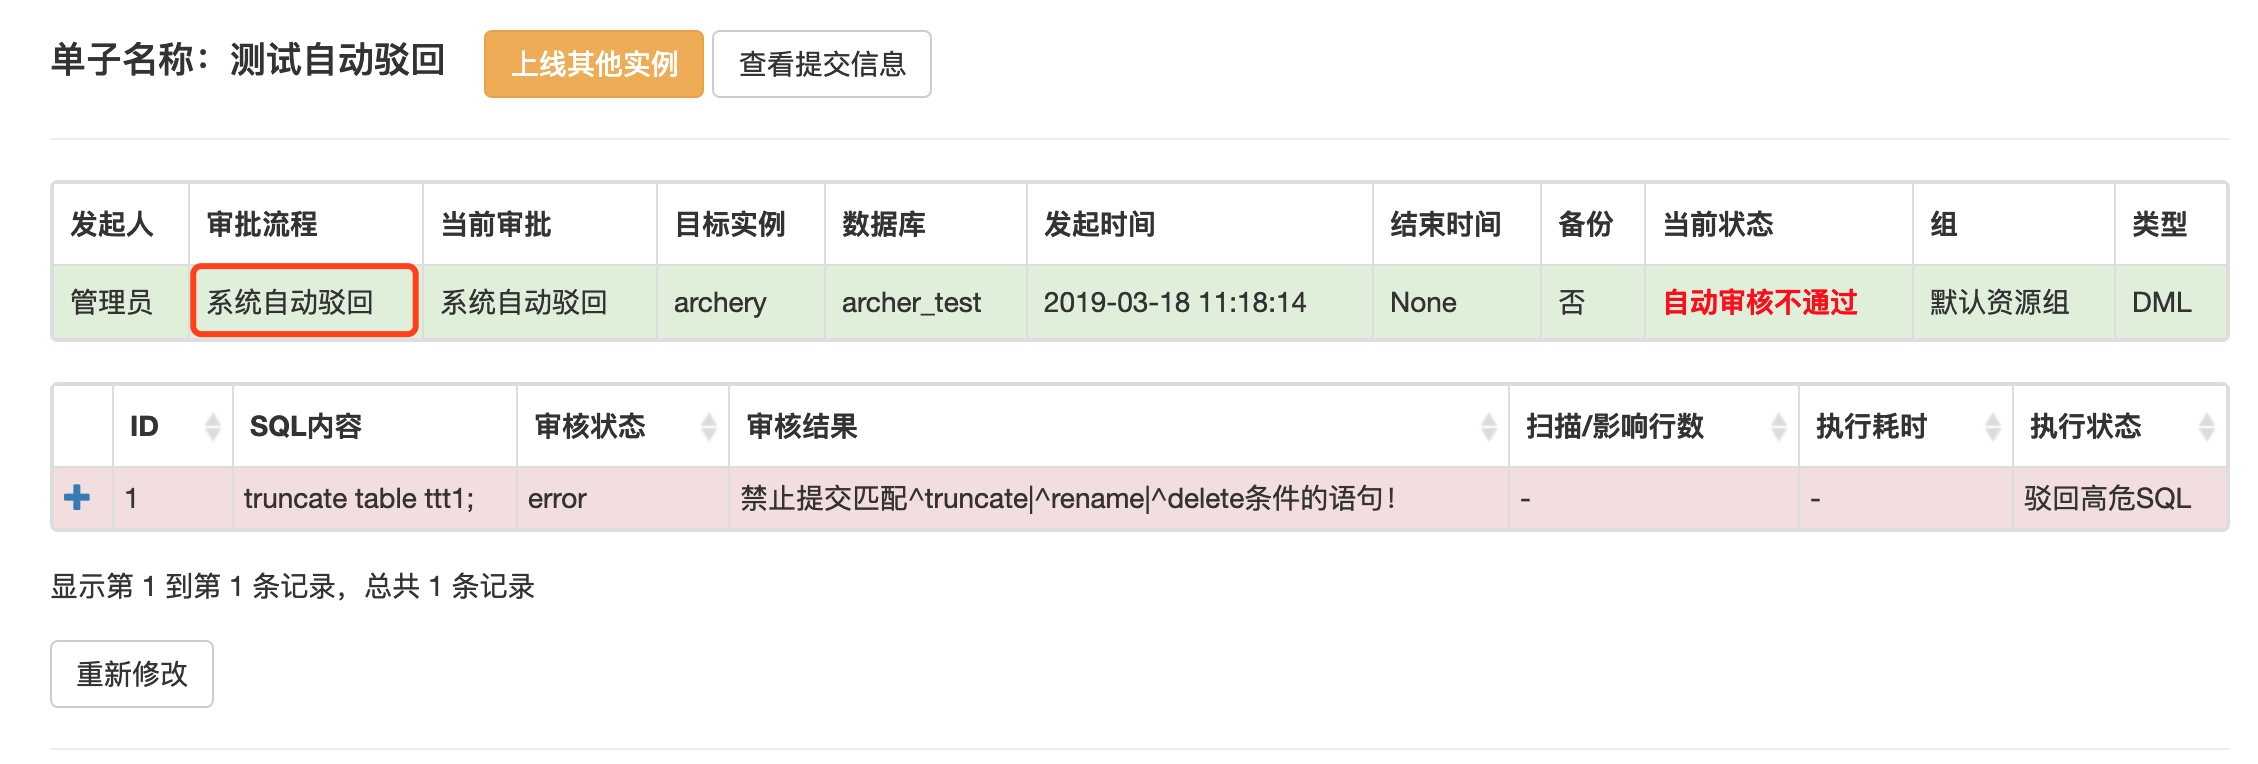 单子名称：测试自动驳回 上线其他实例 查看提交信息
发起人 审批流程 当前审批 目标实例 数据库 发起时间 结束时间 备份 当前状态 组 类型
管理员 系统自动驳回 系统自动驳回 archery archer_test 2019-03-18 11:18:14 None 否 自动审核不通过 默认资源组 DML
ID SQL内容 审核状态 审核结果 扫描/影响行数 执行耗时 执行状态
1 truncate table ttt1; error 禁止提交匹配^truncate|^rename|^delete条件的语句！ - - 驳回高危SQL
显示第 1 到第 1 条记录，总共 1 条记录
重新修改